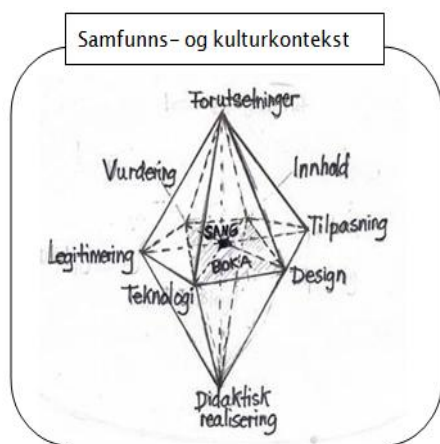 Samfunns- og kulturkontekst
Forutsetninger
Vurdering
Innhold
SANG
Tilpasning
Legitimering
BOKA
Design
Teknologi
Didaktisk
realisering